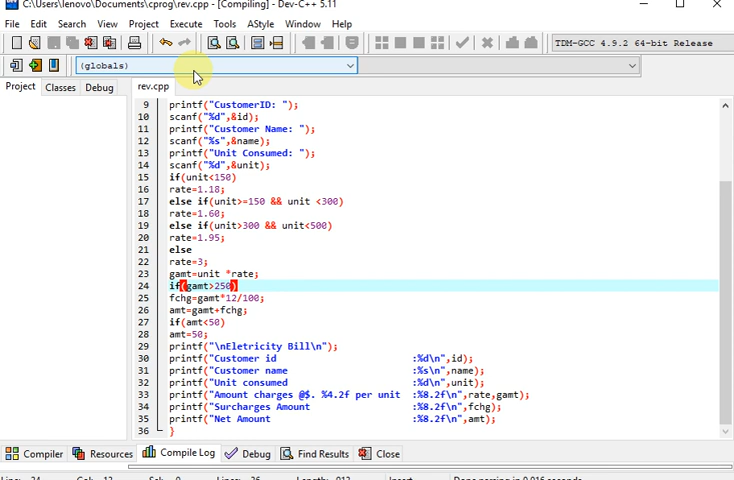 C:\Users\lenovo\Documents\cprog\rev.cpp - [Compiling] - Dev-C++ 5.11
File Edit Search View Project Execute Tools AStyle Window Help
TDM-GCC 4.9.2 64-bit Release
(globals)
Project Classes Debug rev.cpp
9 printf("CustomerID: ");
10 scanf("%d",&id);
11 printf("Customer Name: ");
12 scanf("%s",&name);
13 printf("Unit Consumed: ");
14 scanf("%d",&unit);
15 if(unit<150)
16 rate=1.18;
17 else if(unit>=150 && unit <300)
18 rate=1.60;
19 else if(unit>300 && unit<500)
20 rate=1.95;
21 else
22 rate=3;
23 gamt=unit *rate;
24 if(gamt>250)
25 fchg=gamt*12/100;
26 amt=gamt+fchg;
27 if(amt<50)
28 amt=50;
29 printf("\nEletricity Bill\n");
30 printf("Customer id :%d\n",id);
31 printf("Customer name :%s\n",name);
32 printf("Unit consumed :%d\n",unit);
33 printf("Amount charges @$. %4.2f per unit :%8.2f\n",rate,gamt);
34 printf("Surcharges Amount :%8.2f\n",fchg);
35 printf("Net Amount :%8.2f\n",amt);
36 }
Compiler Resources Compile Log Debug Find Results Close